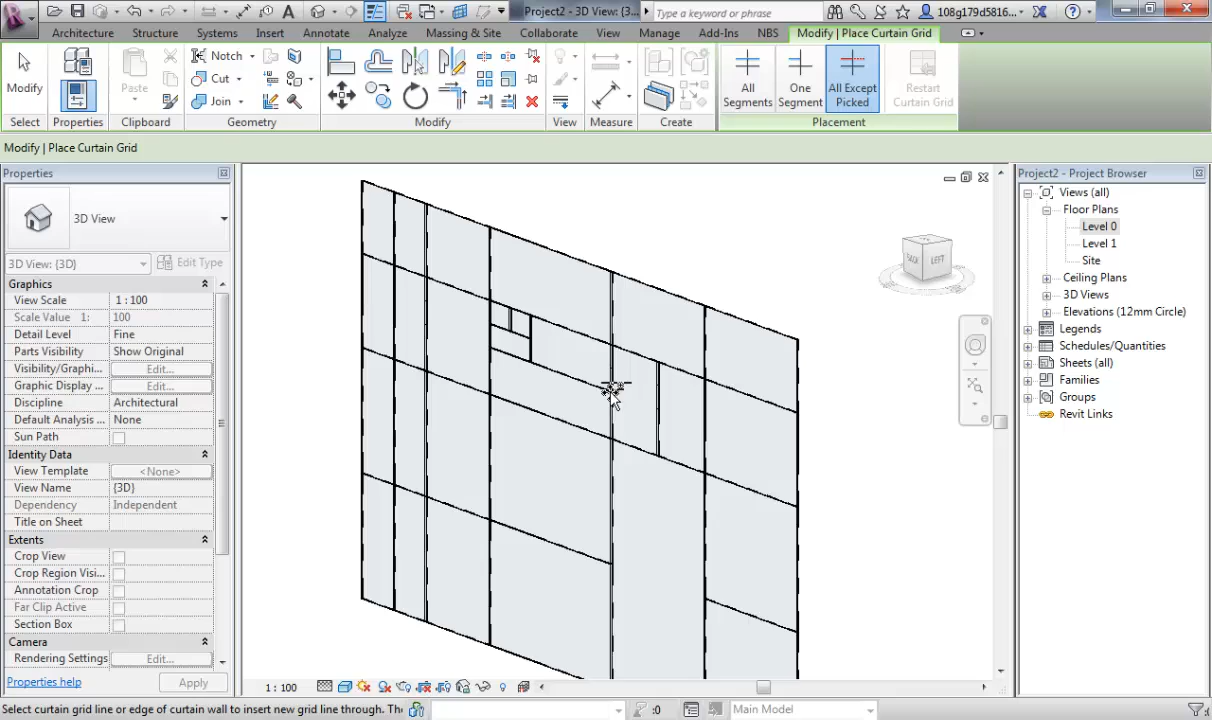 Project2 - 3D View: {3...
Type a keyword or phrase
108g179d5816...
Architecture Structure Systems Insert Annotate Analyze Massing & Site Collaborate View Manage Add-Ins NBS Modify | Place Curtain Grid
Modify
Paste
Notch
Cut
Join
All Segments
One Segment
All Except Picked
Restart Curtain Grid
Select Properties Clipboard Geometry Modify View Measure Create Placement
Modify | Place Curtain Grid
Properties
3D View
3D View: {3D} Edit Type
Graphics
View Scale 1 : 100
Scale Value 1: 100
Detail Level Fine
Parts Visibility Show Original
Visibility/Graphi... Edit...
Graphic Display ... Edit...
Discipline Architectural
Default Analysis ... None
Sun Path
Identity Data
View Template <None>
View Name {3D}
Dependency Independent
Title on Sheet
Extents
Crop View
Crop Region Visi...
Annotation Crop
Far Clip Active
Section Box
Camera
Rendering Settings Edit...
Properties help Apply
BACK LEFT
Project2 - Project Browser
Views (all)
Floor Plans
Level 0
Level 1
Site
Ceiling Plans
3D Views
Elevations (12mm Circle)
Legends
Schedules/Quantities
Sheets (all)
Families
Groups
Revit Links
1 : 100
Select curtain grid line or edge of curtain wall to insert new grid line through. The
:0
Main Model
:0